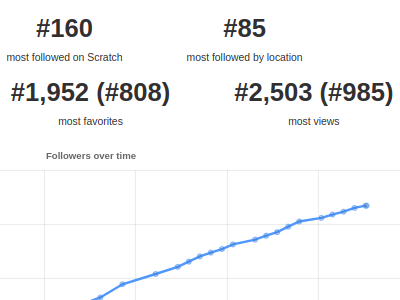 #160 #85
most followed on Scratch most followed by location
#1,952 (#808) #2,503 (#985)
most favorites most views
Followers over time